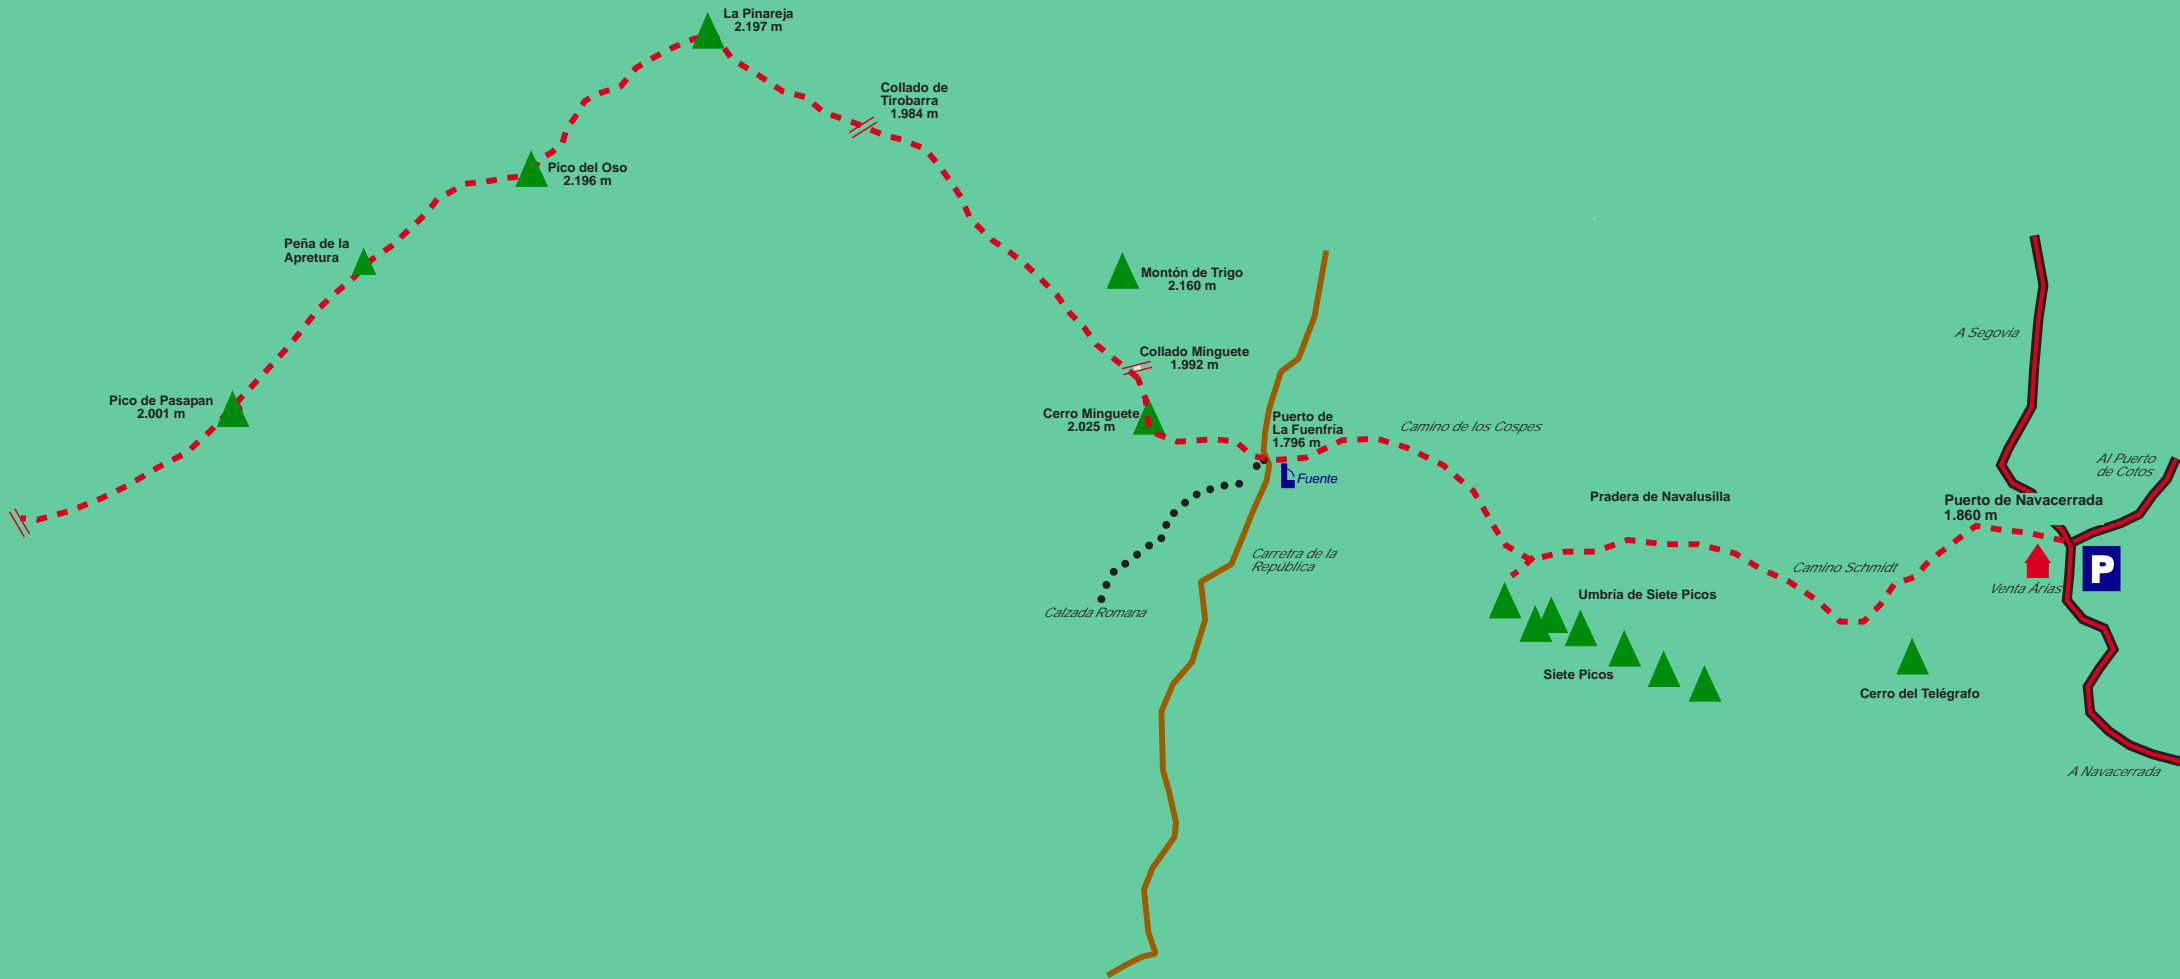 La Pinareja
2.197 m
Collado de
Tirobarra
1.984 m
Pico del Oso
2.196 m
Peña de la
Apretura
Montón de Trigo
2.160 m
A Segovia
Collado Minguete
1.992 m
Pico de Pasapan
2.001 m
Cerro Minguete
2.025 m
Puerto de
La Fuenfría
1.796 m
Camino de los Cospes
Al Puerto
de Cotos
Fuente
Pradera de Navalusilla
Puerto de Navacerrada
1.860 m
Carretra de la
República
Camino Schmidt
P
Venta Árias
Umbría de Siete Picos
Calzada Romana
Siete Picos
Cerro del Telégrafo
A Navacerrada